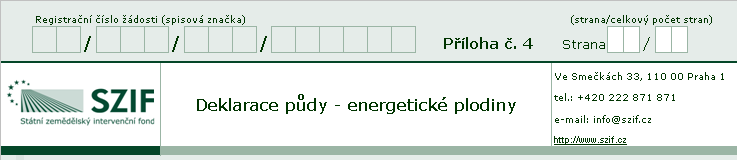 Registrační číslo žádosti (spisová značka)
(strana/celkový počet stran)
/ / /
Příloha č. 4
Strana /
SZIF
Státní zemědělský intervenční fond
Deklarace půdy - energetické plodiny
Ve Smečkách 33, 110 00 Praha 1
tel.: +420 222 871 871
e-mail: info@szif.cz
http://www.szif.cz